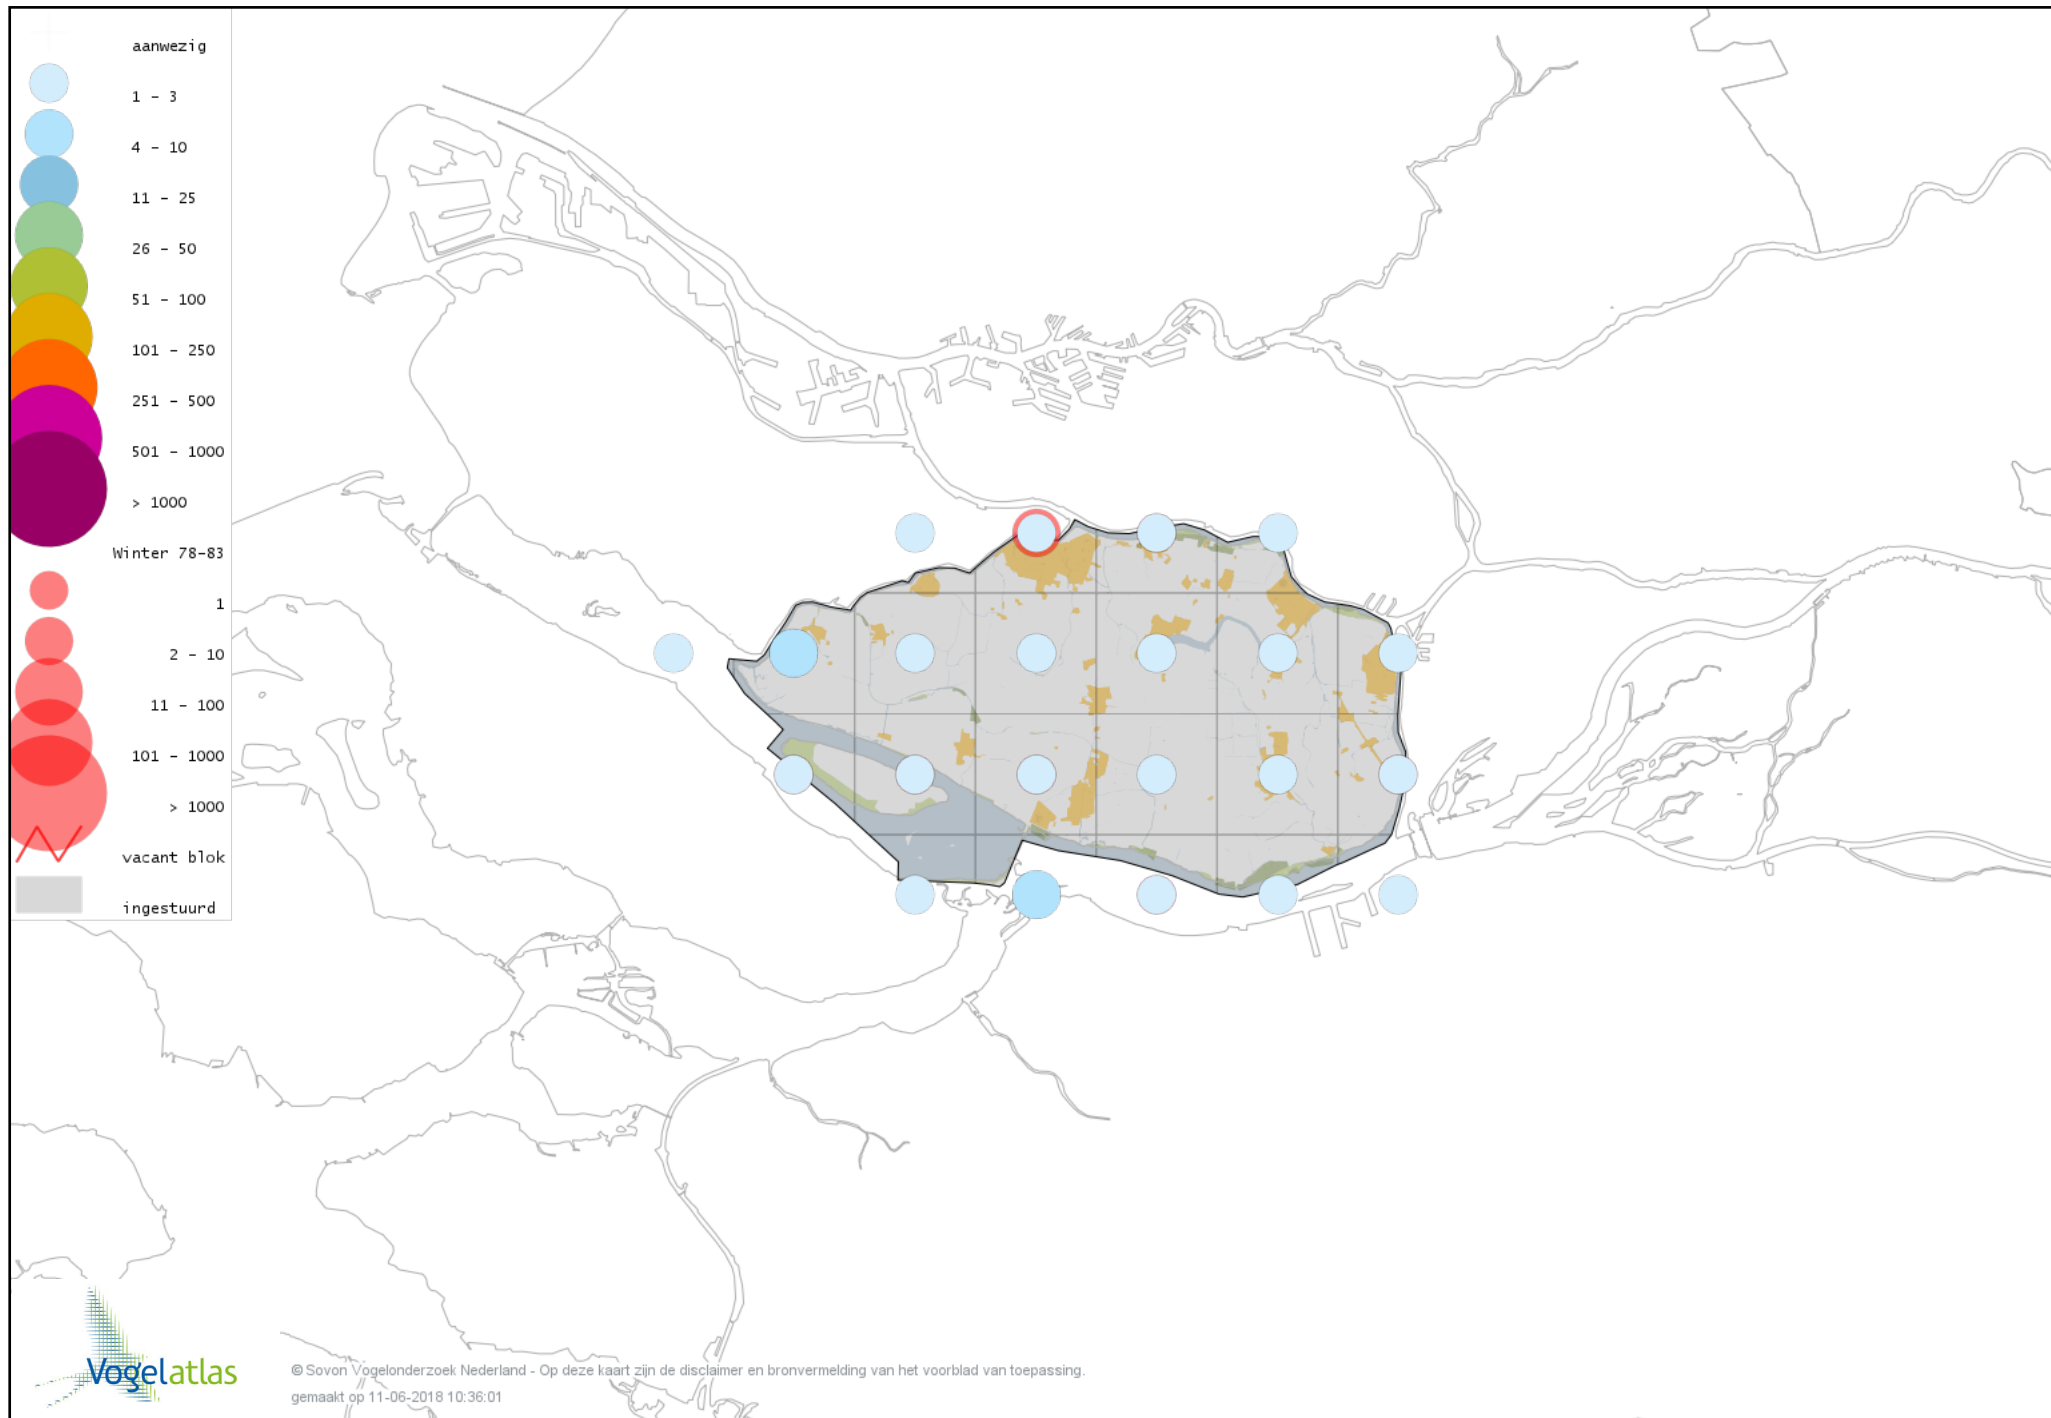 aanwezig
1 - 3
4 - 10
11 - 25
26 - 50
51 - 100
101 - 250
251 - 500
501 - 1000
> 1000
Winter 78-83
1
2 - 10
11 - 100
101 - 1000
> 1000
vacant blok
ingestuurd
Vogelatlas
© Sovon Vogelonderzoek Nederland - Op deze kaart zijn de disclaimer en bronvermelding van het voorblad van toepassing.
gemaakt op 11-06-2018 10:36:01